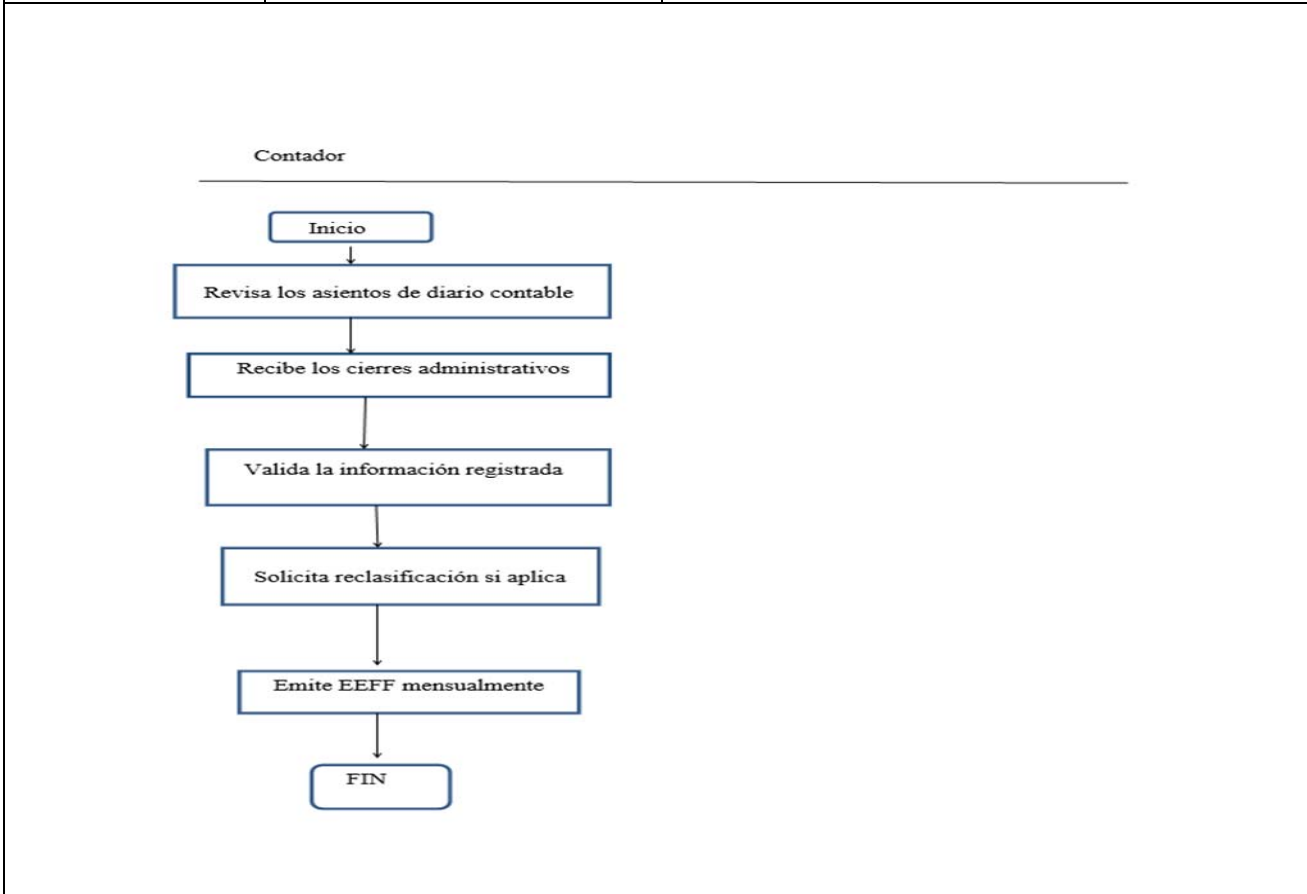 Contador
Inicio
Revisa los asientos de diario contable
Recibe los cierres administrativos
Valida la información registrada
Solicita reclasificación si aplica
Emite EEFF mensualmente
FIN